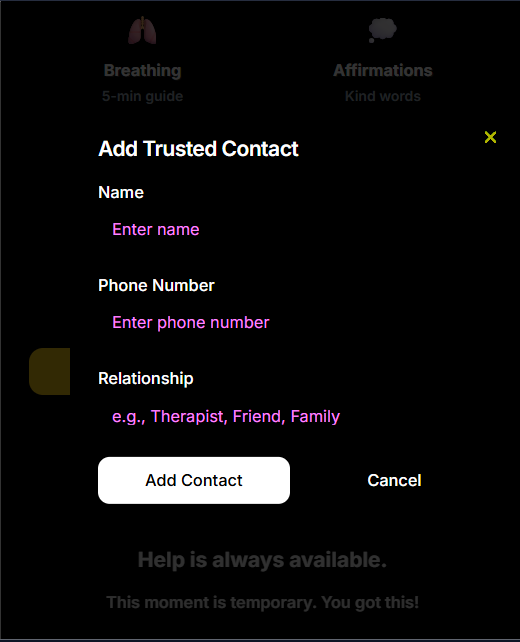 Breathing
Affirmations
5-min guide
Kind words
Add Trusted Contact
Name
Enter name
Phone Number
Enter phone number
Relationship
e.g., Therapist, Friend, Family
Add Contact
Cancel
Help is always available.
This moment is temporary. You got this!